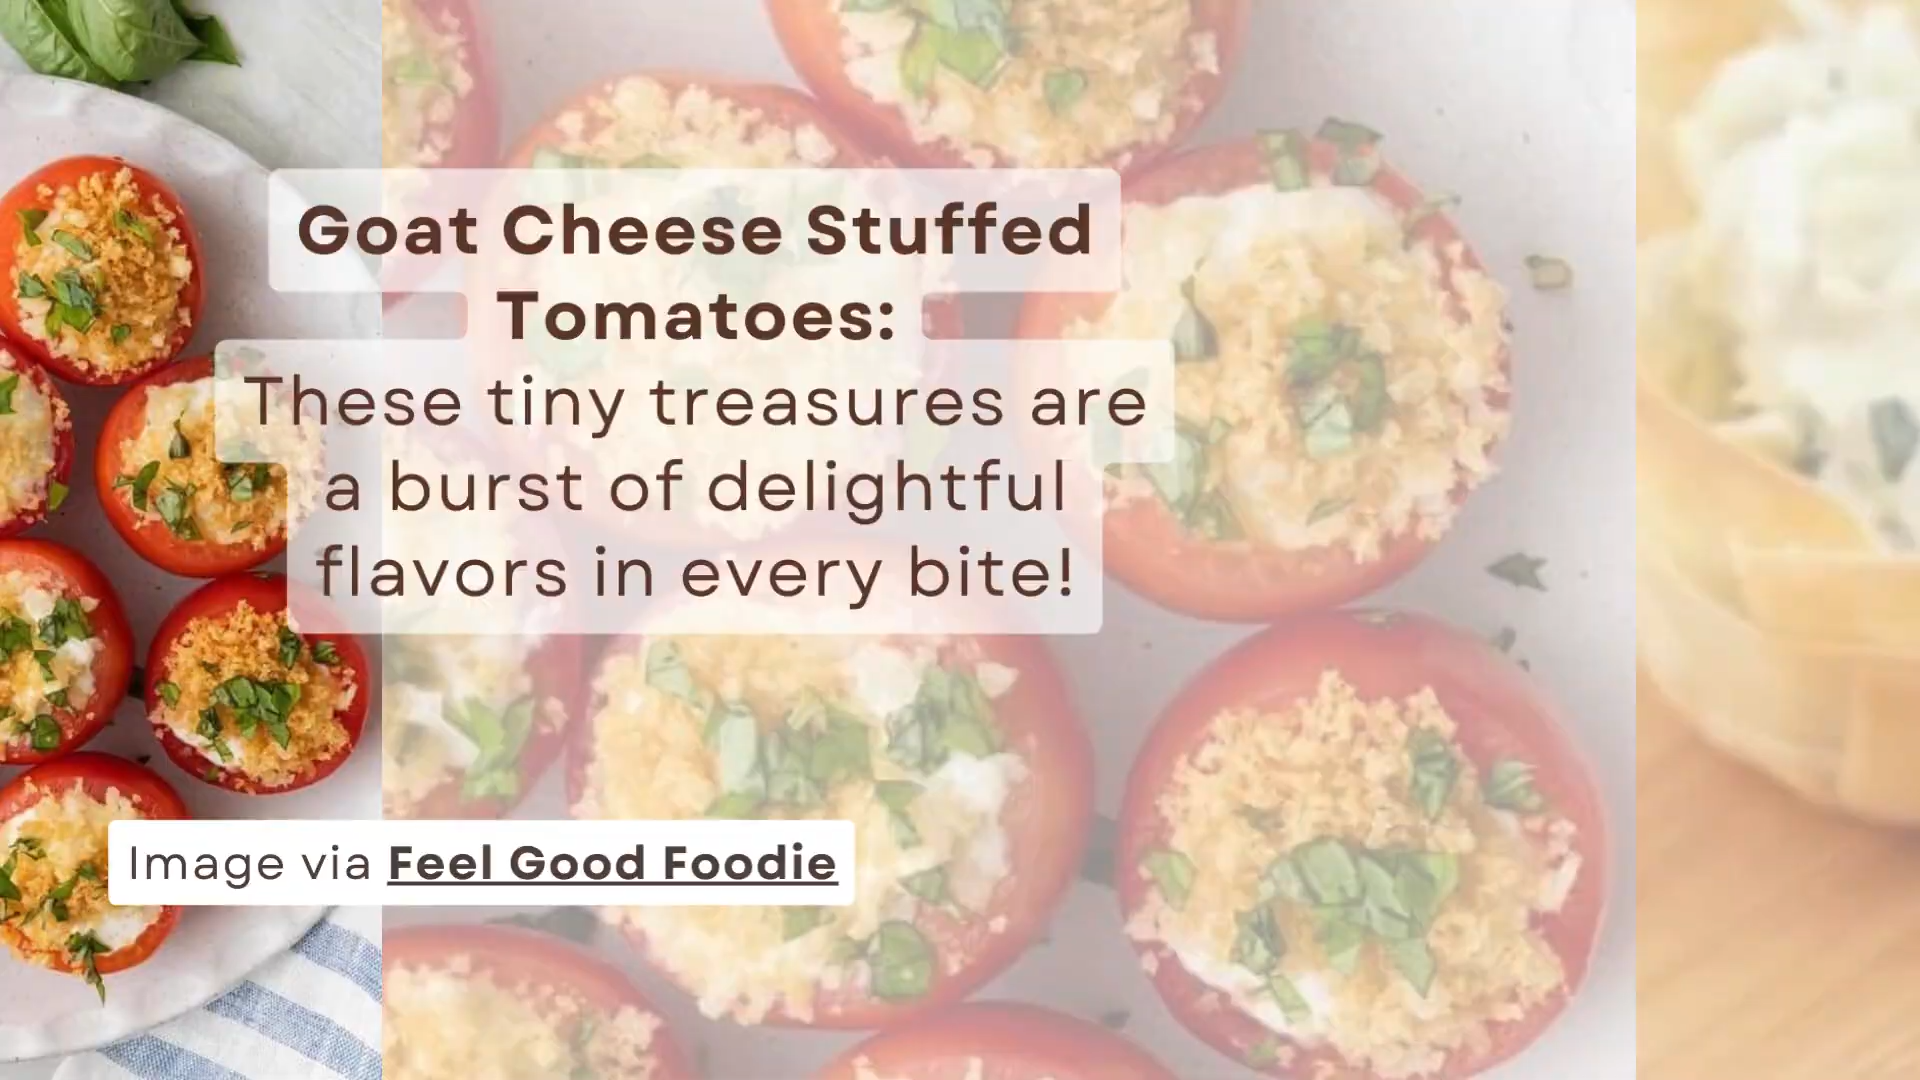 Goat Cheese Stuffed
Tomatoes:
These tiny treasures are
a burst of delightful
flavors in every bite!
Image via Feel Good Foodie